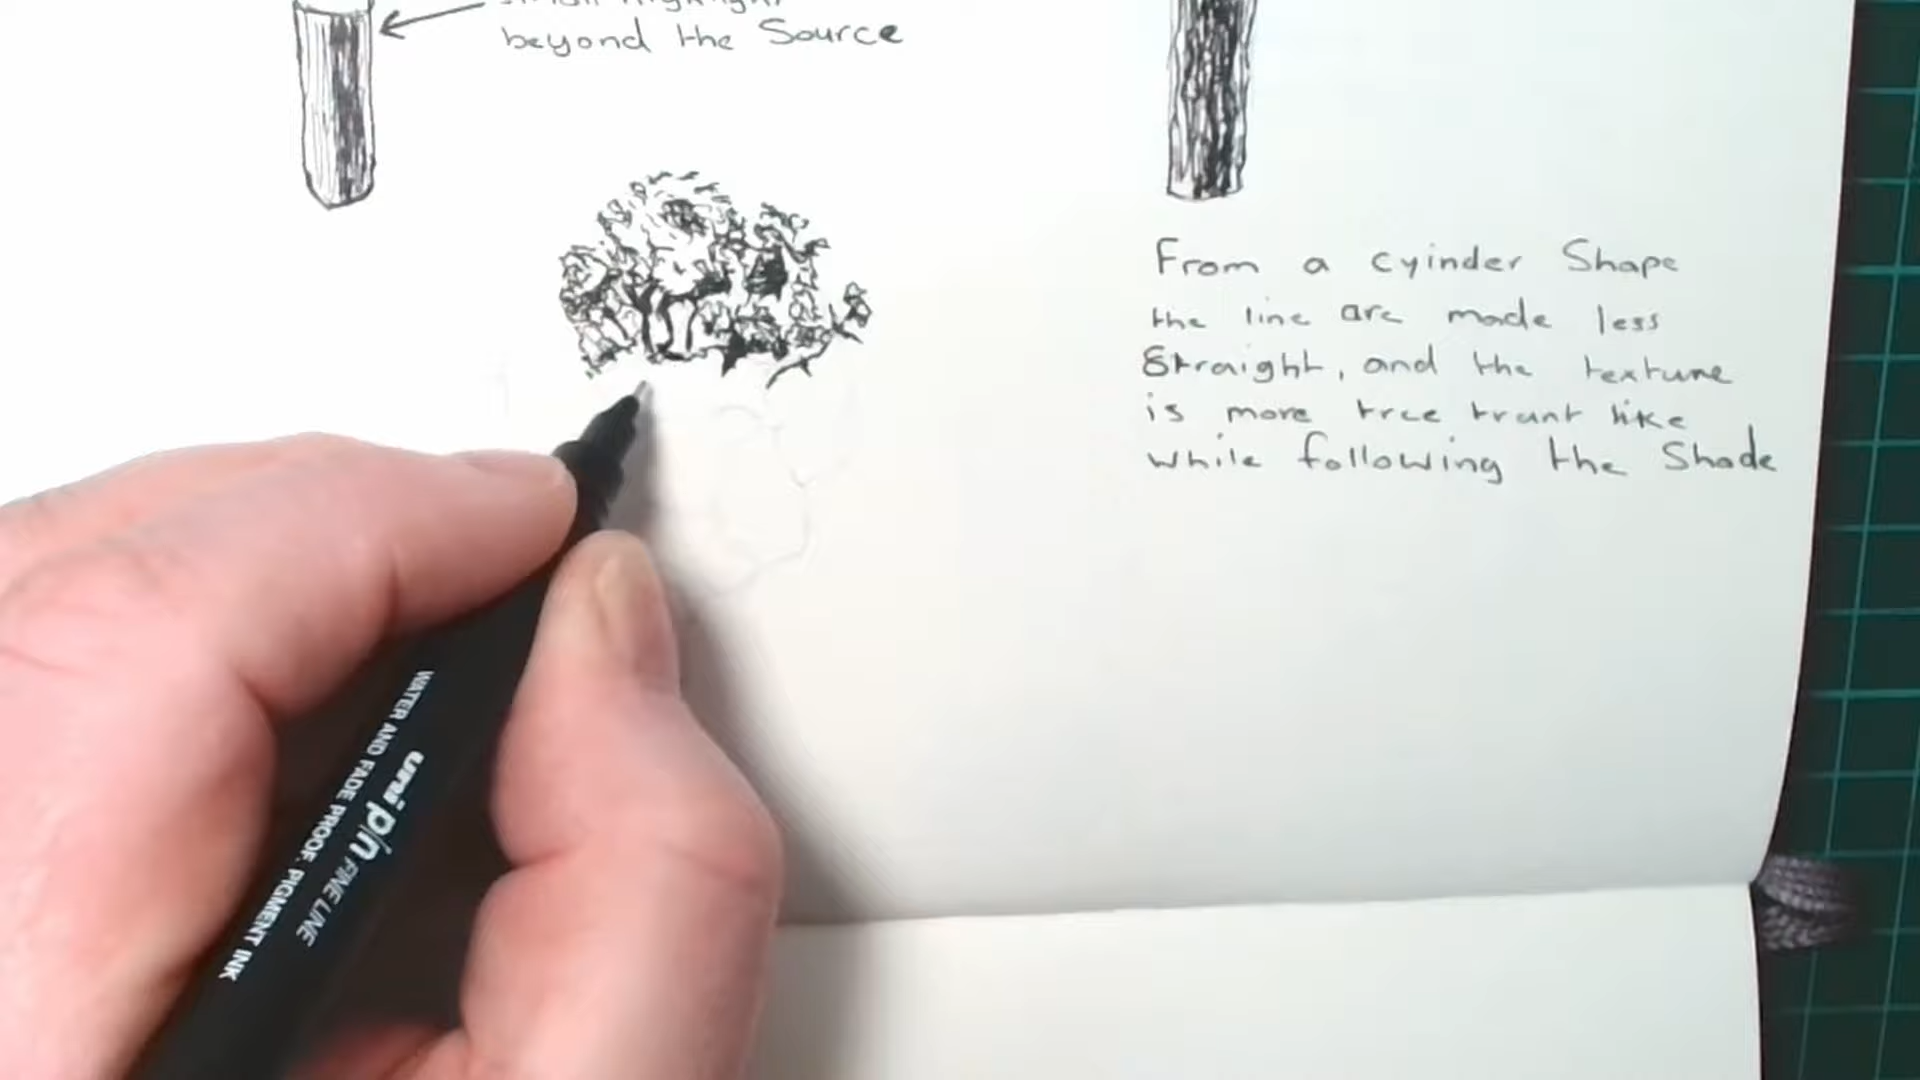 beyond the Source
From a cyinder Shape
the line are made less
Straight, and the texture
is more tree trunt like
while following the Shade
WATER AND FADE PROOF, PIGMENT INK
uni pin FINE LINE